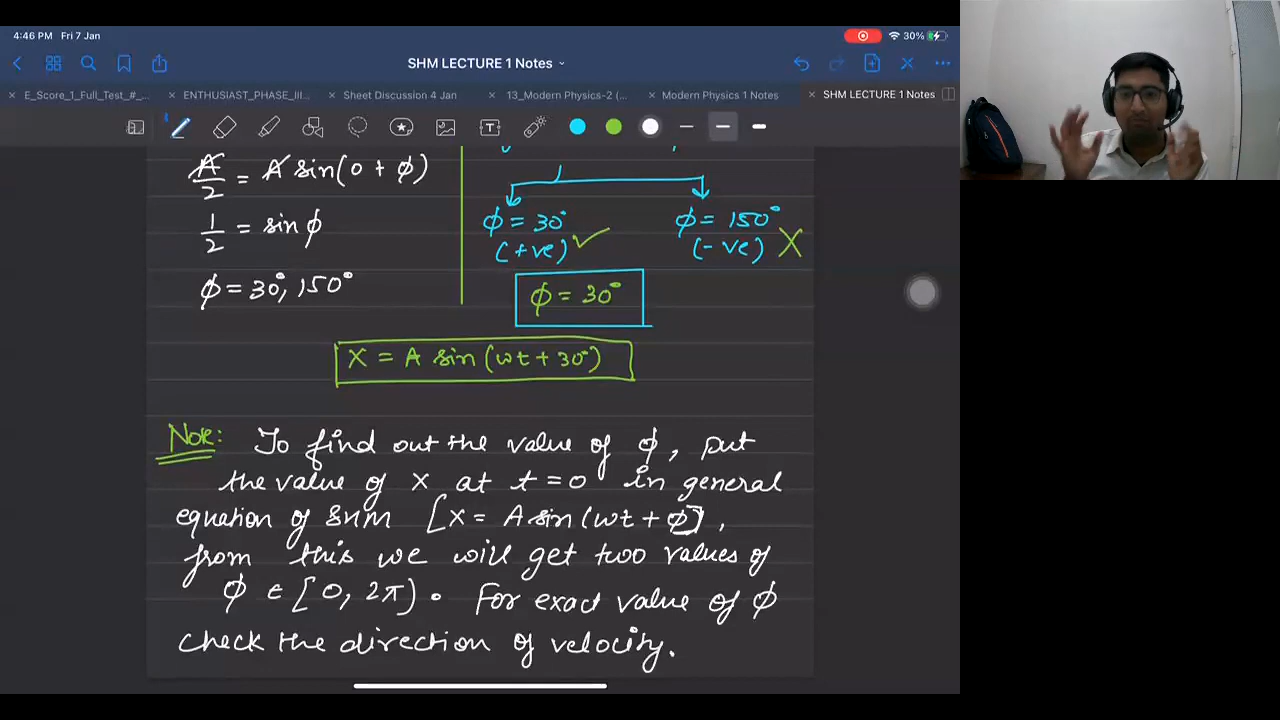 4:46 PM Fri 7 Jan
30%
SHM LECTURE 1 Notes
E_Score_1_Full_Test_#_...
ENTHUSIAST_PHASE_III...
Sheet Discussion 4 Jan
13_Modern Physics-2 (...
Modern Physics 1 Notes
SHM LECTURE 1 Notes
A/2 = A sin(0 + φ)
1/2 = sin φ
φ = 30°, 150°
φ = 30°
(+ve) ✓
φ = 150°
(-ve) X
φ = 30°
X = A sin(ωt + 30°)
Note: To find out the value of φ, put
the value of X at t = 0 in general
equation of SHM [X = A sin(ωt + φ)],
from this we will get two values of
φ ∈ [0, 2π). For exact value of φ
check the direction of velocity.